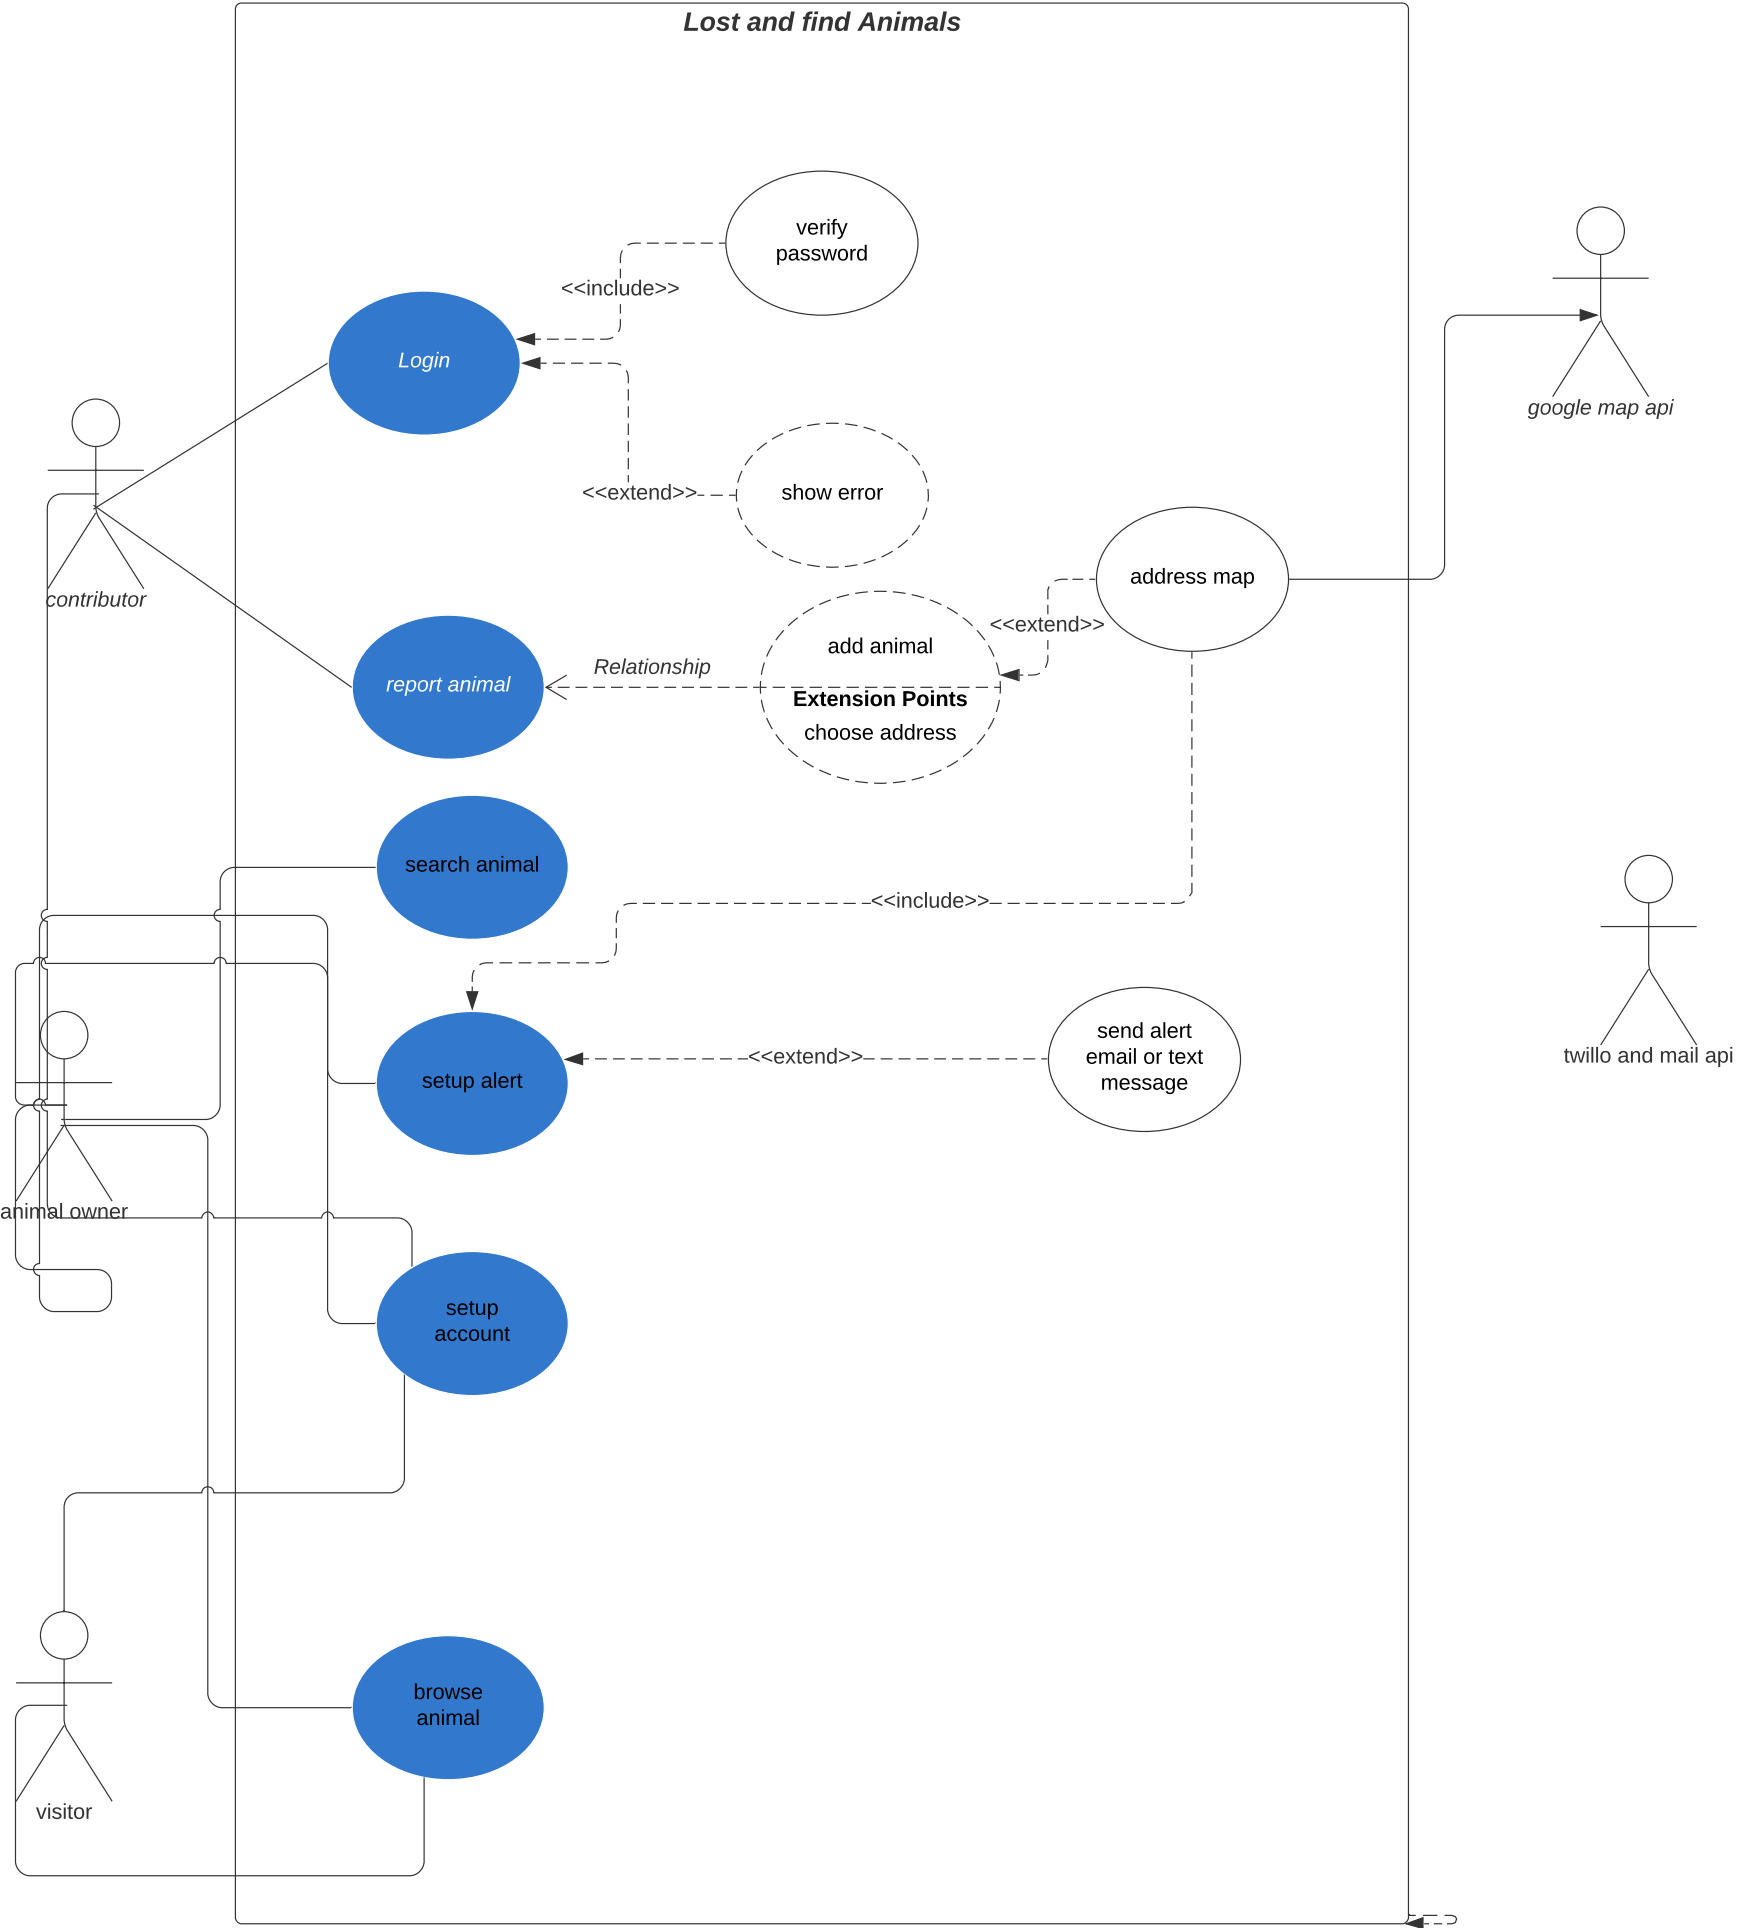 Lost and find Animals
verify
password
<<include>>
Login
google map api
<<extend>>
show error
address map
contributor
<<extend>>
add animal
Relationship
report animal
Extension Points
choose address
search animal
<<include>>
send alert
email or text
message
<<extend>>
setup alert
twillo and mail api
animal owner
setup
account
browse
animal
visitor